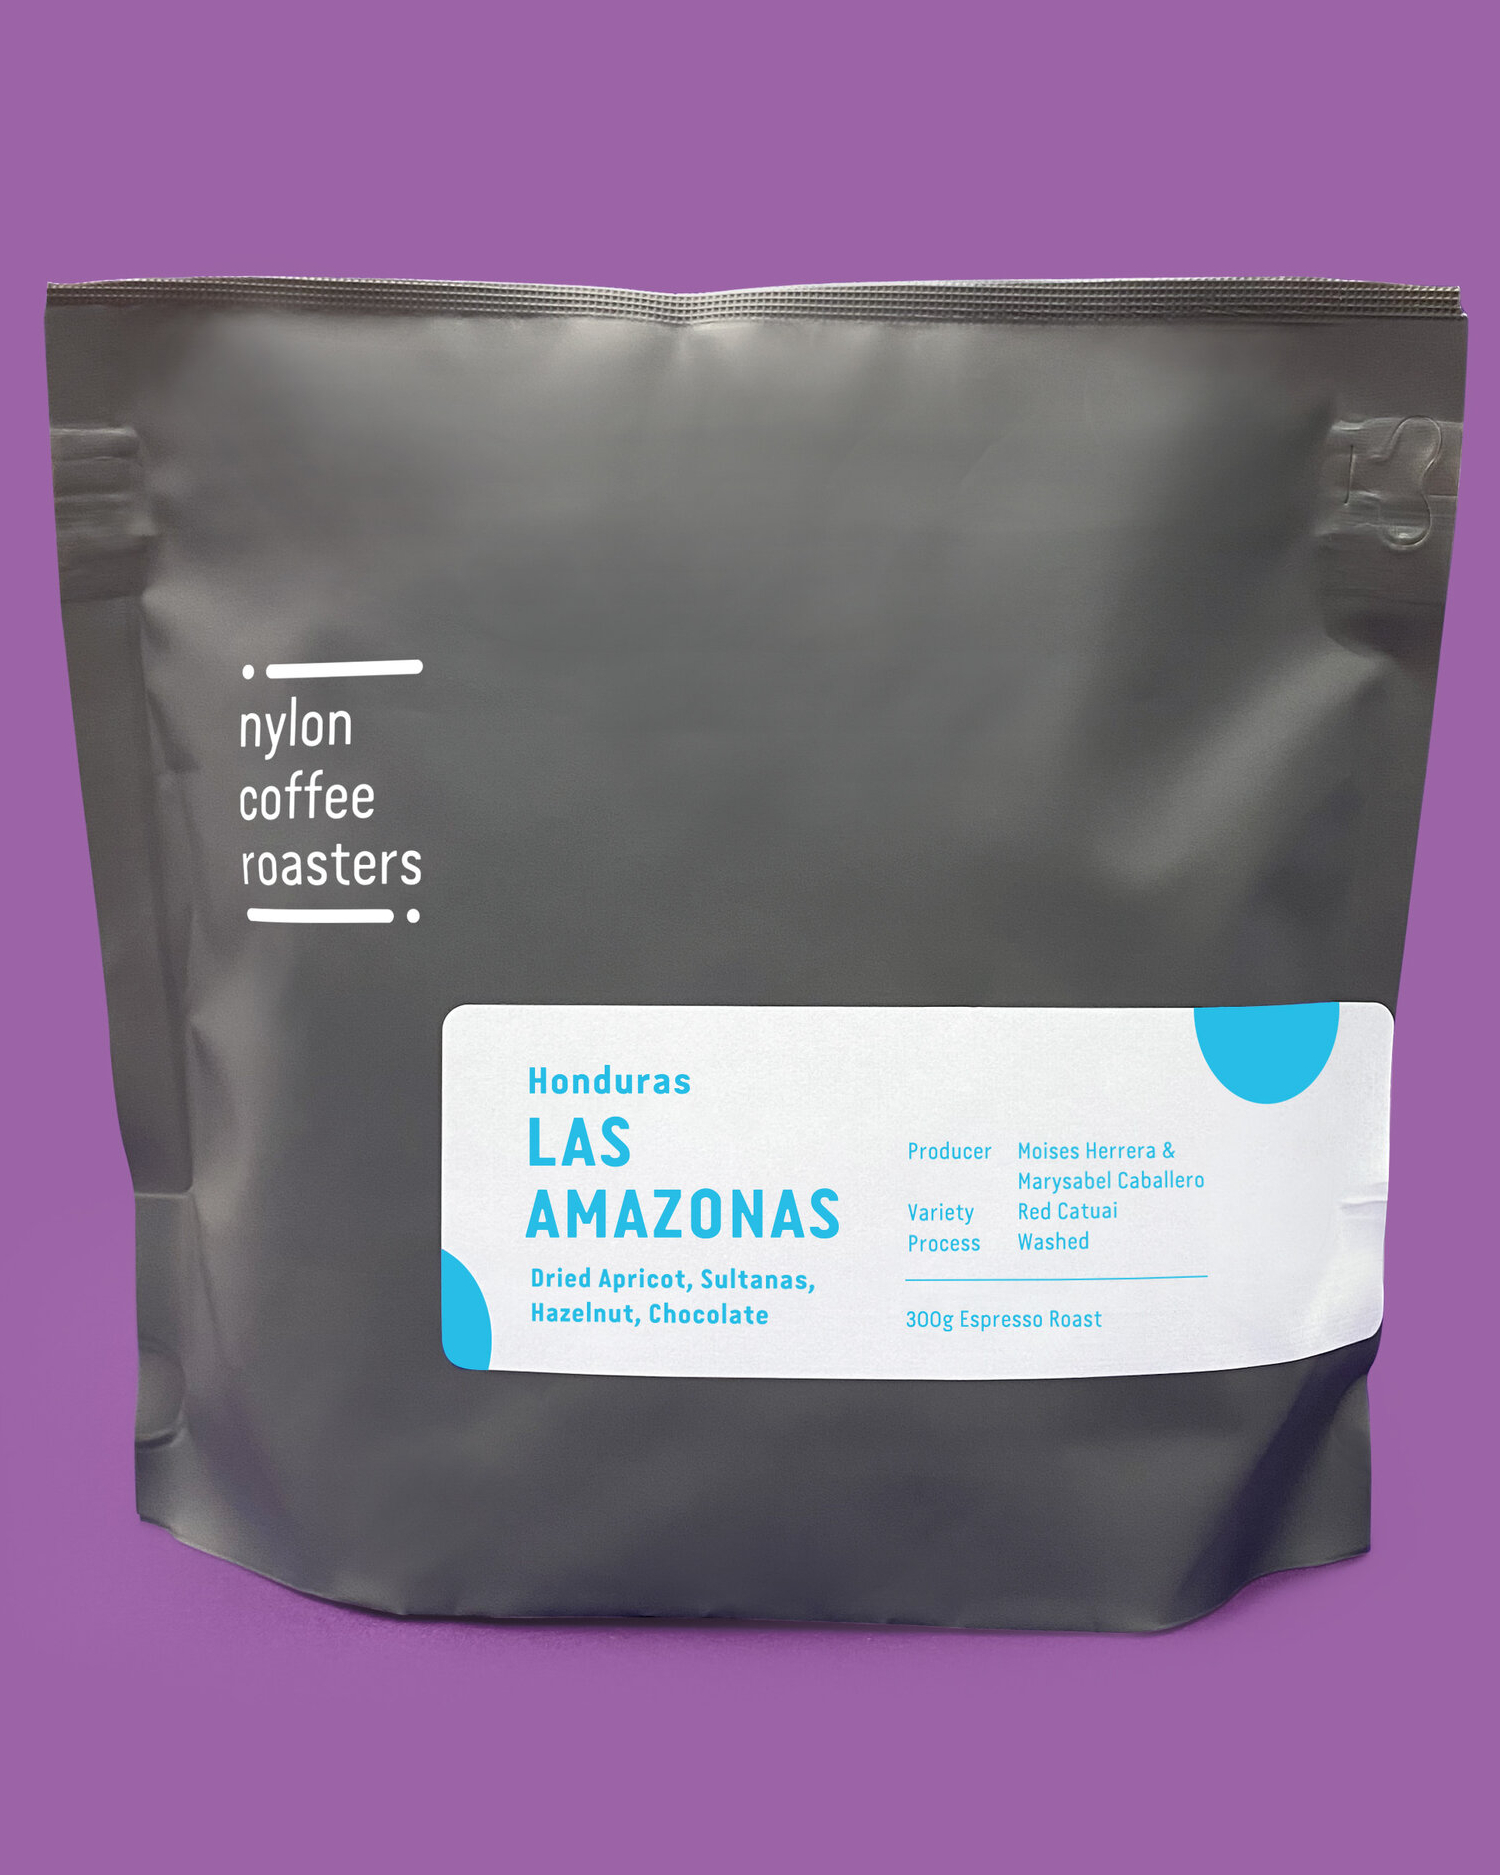 nylon
coffee
roasters
Honduras
LAS
AMAZONAS
Dried Apricot, Sultanas,
Hazelnut, Chocolate
Producer Moises Herrera &
Marysabel Caballero
Variety Red Catuai
Process Washed
300g Espresso Roast